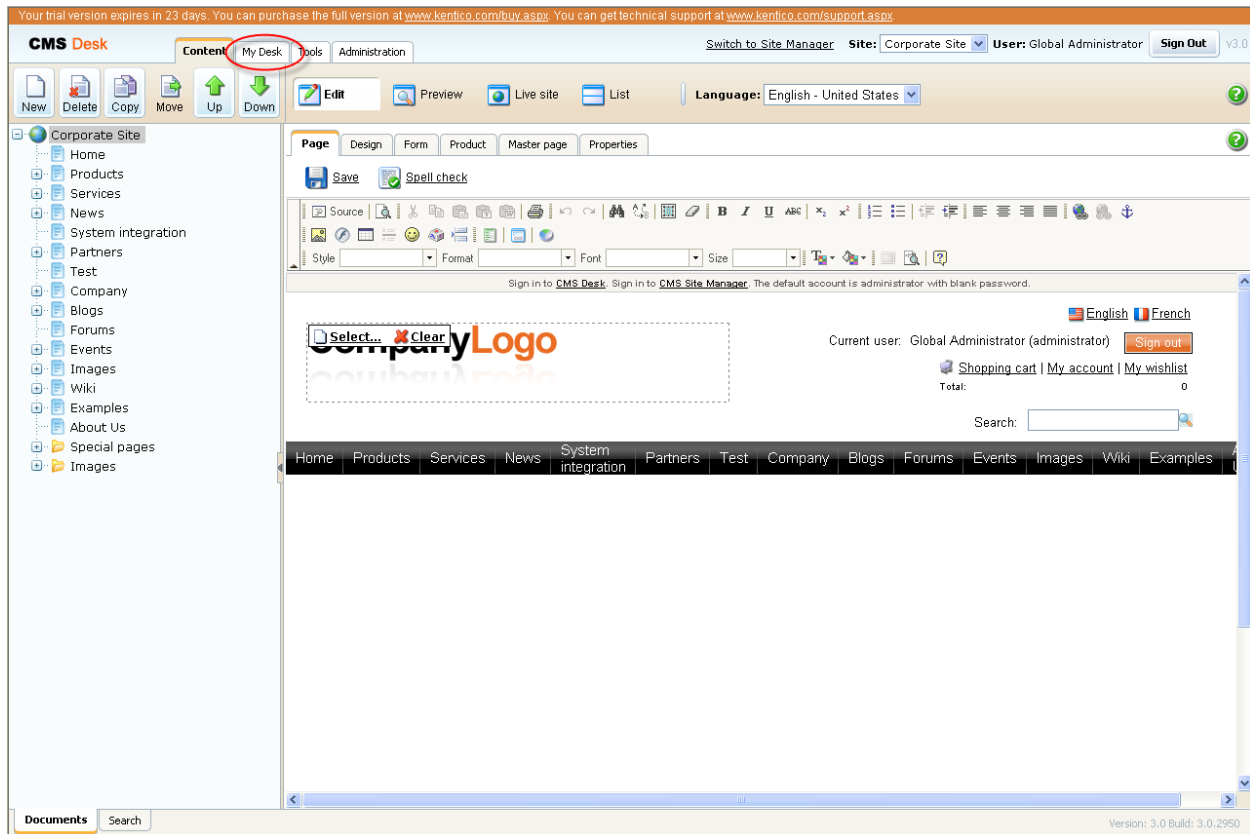 Your trial version expires in 23 days. You can purchase the full version at www.kentico.com/buy.aspx. You can get technical support at www.kentico.com/support.aspx.
CMS Desk Content My Desk Tools Administration Switch to Site Manager Site: Corporate Site User: Global Administrator Sign Out v3.0
New Delete Copy Move Up Down Edit Preview Live site List Language: English - United States
Corporate Site
Home
Products
Services
News
System integration
Partners
Test
Company
Blogs
Forums
Events
Images
Wiki
Examples
About Us
Special pages
Images
Page Design Form Product Master page Properties
Save Spell check
Source B I U ABC x₂ x²
Style Format Font Size
Sign in to CMS Desk. Sign in to CMS Site Manager. The default account is administrator with blank password.
English French
Select... Clear
yLogo
Current user: Global Administrator (administrator) Sign out
Shopping cart | My account | My wishlist
Total: 0
Search:
Home Products Services News System integration Partners Test Company Blogs Forums Events Images Wiki Examples
Documents Search
Version: 3.0 Build: 3.0.2950